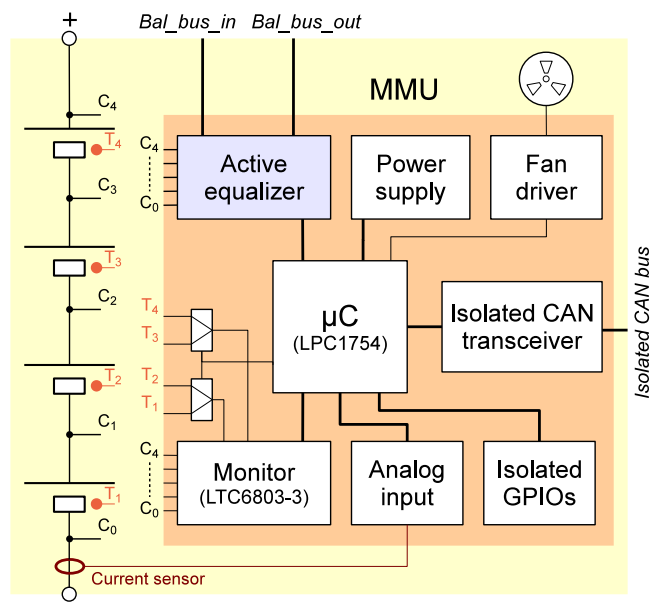 Bal_bus_in Bal_bus_out
+
MMU
C4
T4
C3
T3
C2
T2
C1
T1
C0
Current sensor
C4
C0
Active
equalizer
Power
supply
Fan
driver
T4
T3
T2
T1
µC
(LPC1754)
Isolated CAN
transceiver
Isolated CAN bus
C4
C0
Monitor
(LTC6803-3)
Analog
input
Isolated
GPIOs